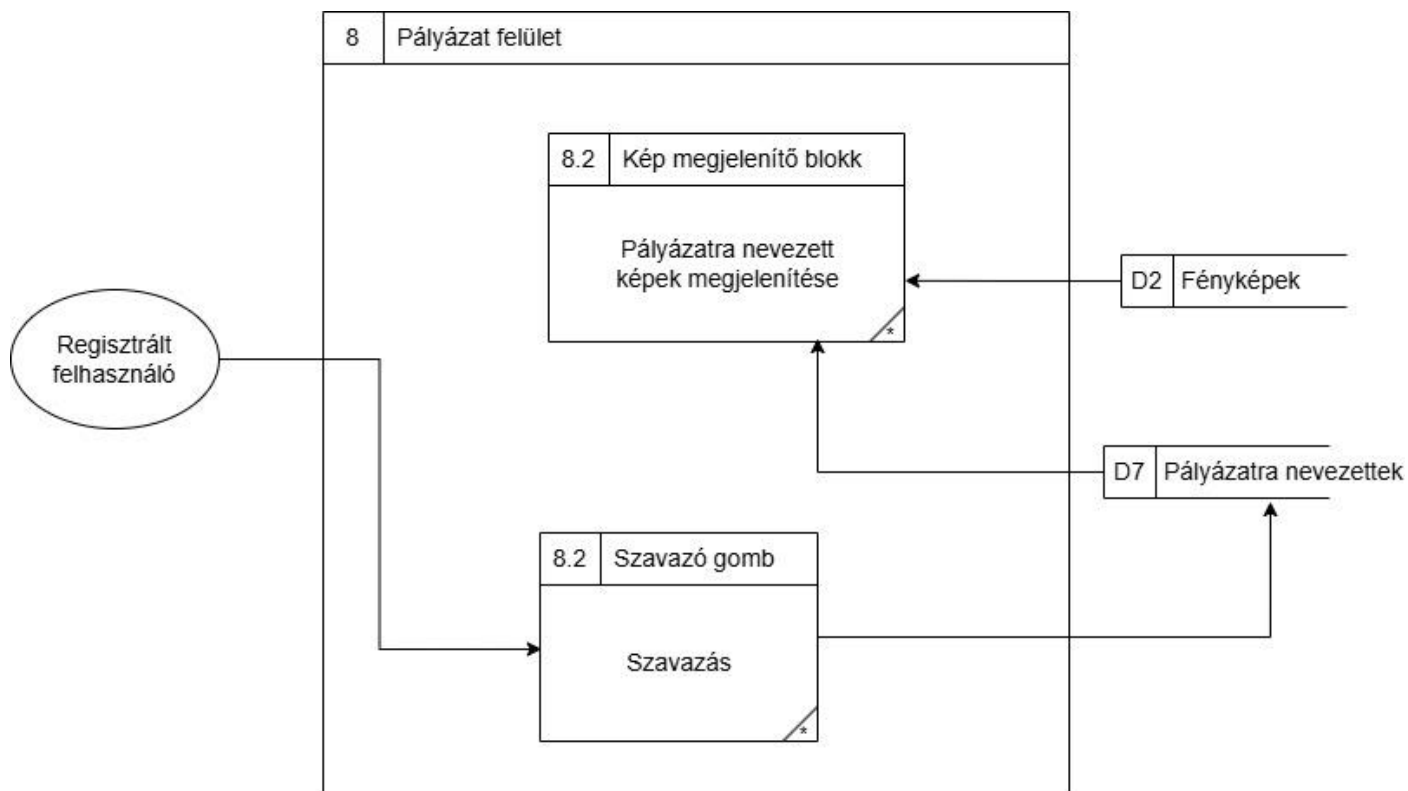 8 Pályázat felület
8.2 Kép megjelenítő blokk
Pályázatra nevezett
képek megjelenítése
*
D2 Fényképek
Regisztrált
felhasználó
D7 Pályázatra nevezettek
8.2 Szavazó gomb
Szavazás
*